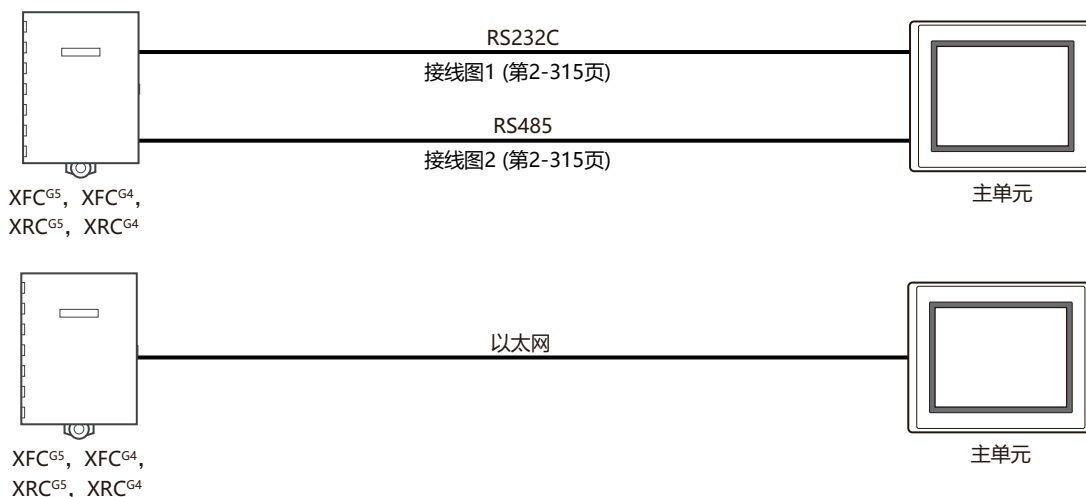 RS232C
接线图1 (第2-315页)
RS485
接线图2 (第2-315页)
XFCG5，XFCG4，
XRCG5，XRCG4
主单元
以太网
XFCG5，XFCG4，
XRCG5，XRCG4
主单元